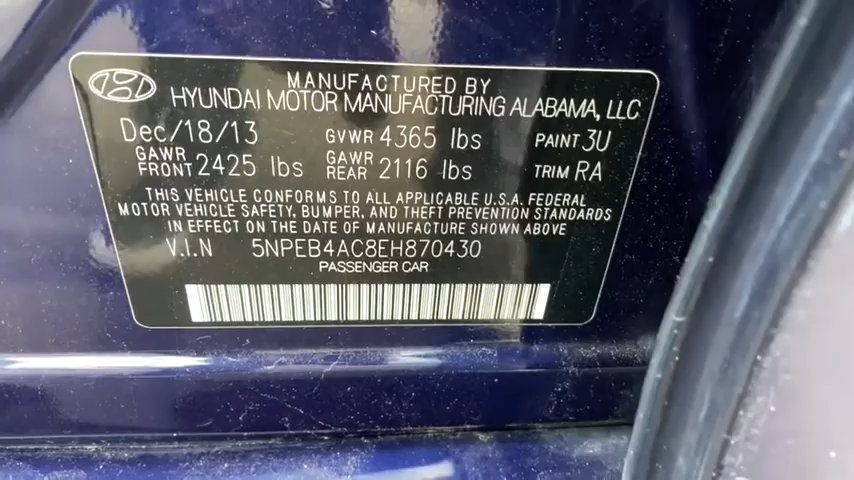 MANUFACTURED BY
HYUNDAI MOTOR MANUFACTURING ALABAMA, LLC
Dec/18/13 GVWR 4365 lbs PAINT 3U
GAWR FRONT 2425 lbs GAWR REAR 2116 lbs TRIM RA
THIS VEHICLE CONFORMS TO ALL APPLICABLE U.S.A. FEDERAL
MOTOR VEHICLE SAFETY, BUMPER, AND THEFT PREVENTION STANDARDS
IN EFFECT ON THE DATE OF MANUFACTURE SHOWN ABOVE
V.I.N 5NPEB4AC8EH870430
PASSENGER CAR